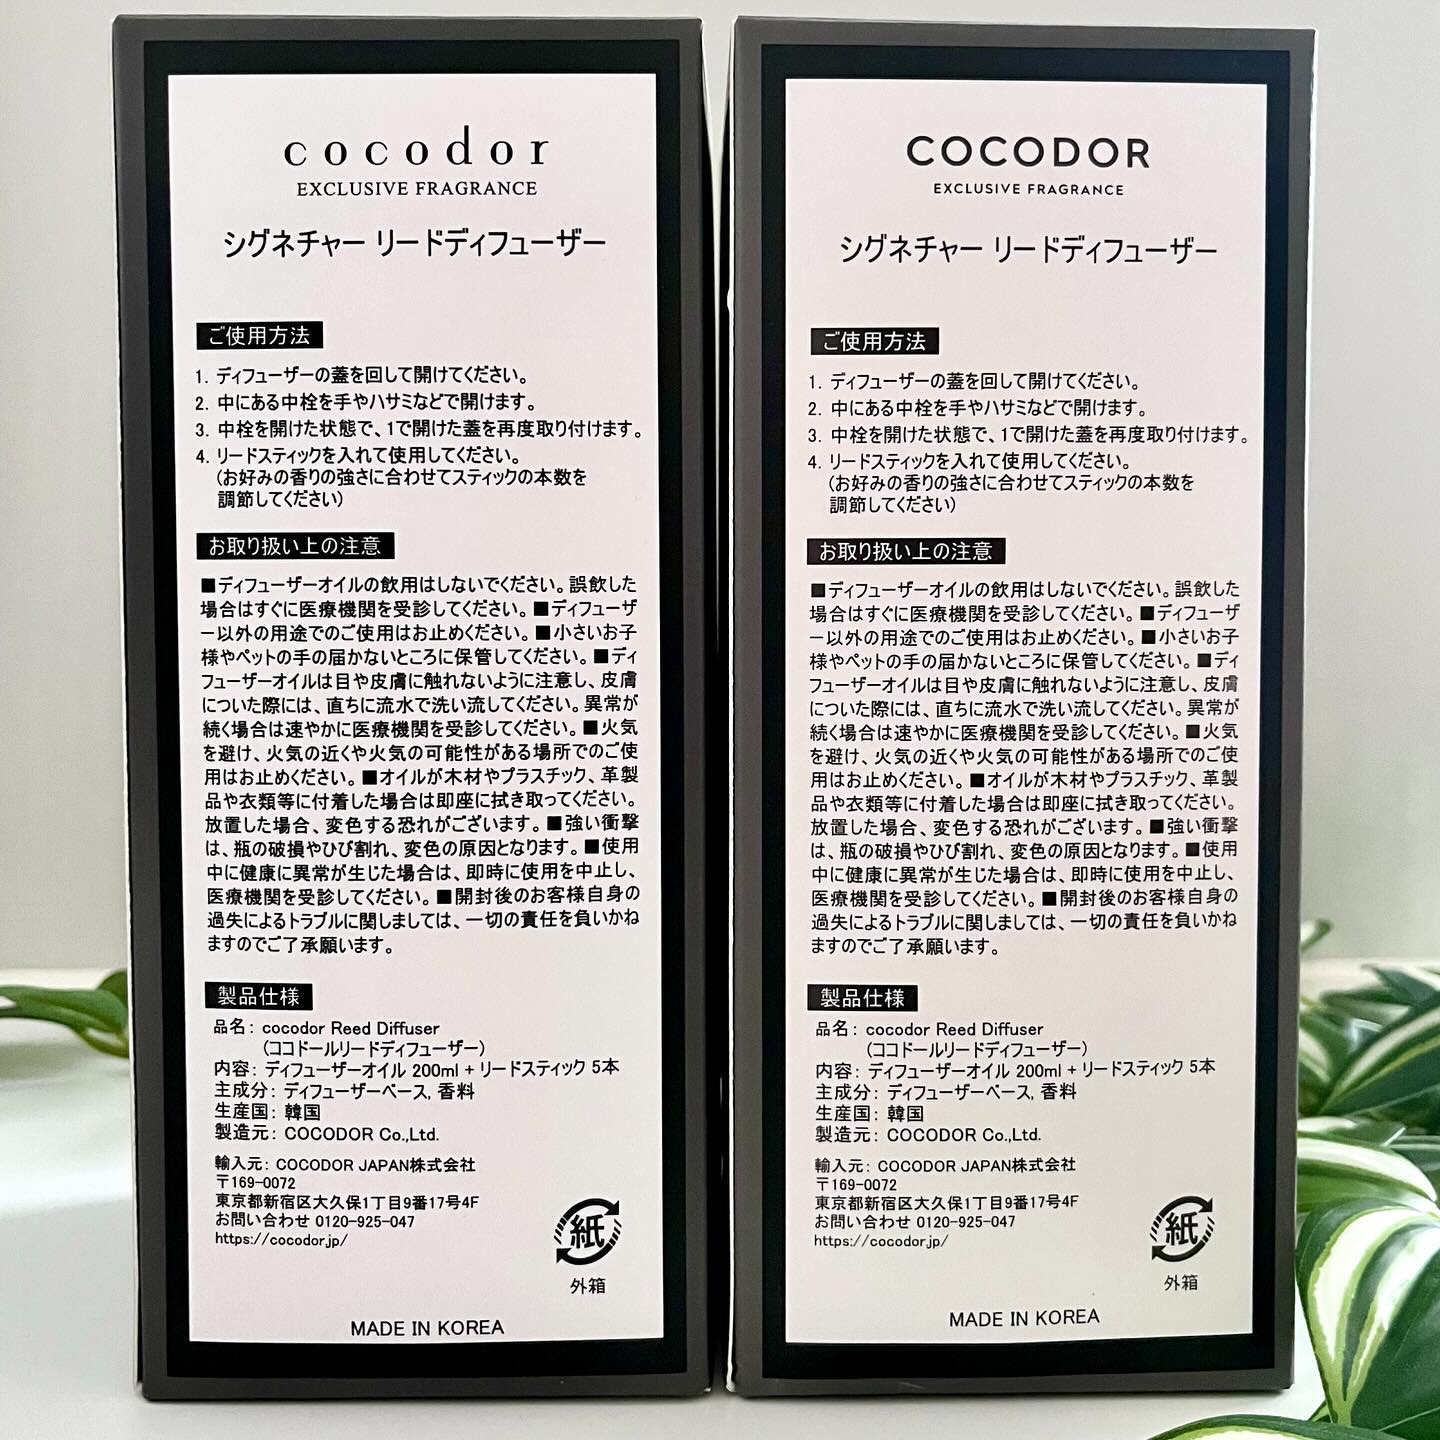 cocodor
EXCLUSIVE FRAGRANCE
シグネチャー リードディフューザー
ご使用方法
1. ディフューザーの蓋を回して開けてください。
2. 中にある中栓を手やハサミなどで開けます。
3. 中栓を開けた状態で、1で開けた蓋を再度取り付けます。
4. リードスティックを入れて使用してください。
(お好みの香りの強さに合わせてスティックの本数を
調節してください)
お取り扱い上の注意
■ディフューザーオイルの飲用はしないでください。誤飲した
場合はすぐに医療機関を受診してください。■ディフューザ
ー以外の用途でのご使用はお止めください。■小さいお子
様やペットの手の届かないところに保管してください。■ディ
フューザーオイルは目や皮膚に触れないように注意し、皮膚
についた際には、直ちに流水で洗い流してください。異常が
続く場合は速やかに医療機関を受診してください。■火気
を避け、火気の近くや火気の可能性がある場所でのご使
用はお止めください。■オイルが木材やプラスチック、革製
品や衣類等に付着した場合は即座に拭き取ってください。
放置した場合、変色する恐れがございます。■強い衝撃
は、瓶の破損やひび割れ、変色の原因となります。■使用
中に健康に異常が生じた場合は、即時に使用を中止し、
医療機関を受診してください。■開封後のお客様自身の
過失によるトラブルに関しましては、一切の責任を負いかね
ますのでご了承願います。
製品仕様
品名: cocodor Reed Diffuser
(ココドールリードディフューザー)
内容: ディフューザーオイル 200ml + リードスティック 5本
主成分: ディフューザーベース, 香料
生産国: 韓国
製造元: COCODOR Co.,Ltd.
輸入元: COCODOR JAPAN株式会社
〒169-0072
東京都新宿区大久保1丁目9番17号4F
お問い合わせ 0120-925-047
https://cocodor.jp/
紙
外箱
MADE IN KOREA
COCODOR
EXCLUSIVE FRAGRANCE
シグネチャー リードディフューザー
ご使用方法
1. ディフューザーの蓋を回して開けてください。
2. 中にある中栓を手やハサミなどで開けます。
3. 中栓を開けた状態で、1で開けた蓋を再度取り付けます。
4. リードスティックを入れて使用してください。
(お好みの香りの強さに合わせてスティックの本数を
調節してください)
お取り扱い上の注意
■ディフューザーオイルの飲用はしないでください。誤飲した
場合はすぐに医療機関を受診してください。■ディフューザ
ー以外の用途でのご使用はお止めください。■小さいお子
様やペットの手の届かないところに保管してください。■ディ
フューザーオイルは目や皮膚に触れないように注意し、皮膚
についた際には、直ちに流水で洗い流してください。異常が
続く場合は速やかに医療機関を受診してください。■火気
を避け、火気の近くや火気の可能性がある場所でのご使
用はお止めください。■オイルが木材やプラスチック、革製
品や衣類等に付着した場合は即座に拭き取ってください。
放置した場合、変色する恐れがございます。■強い衝撃
は、瓶の破損やひび割れ、変色の原因となります。■使用
中に健康に異常が生じた場合は、即時に使用を中止し、
医療機関を受診してください。■開封後のお客様自身の
過失によるトラブルに関しましては、一切の責任を負いかね
ますのでご了承願います。
製品仕様
品名: cocodor Reed Diffuser
(ココドールリードディフューザー)
内容: ディフューザーオイル 200ml + リードスティック 5本
主成分: ディフューザーベース, 香料
生産国: 韓国
製造元: COCODOR Co.,Ltd.
輸入元: COCODOR JAPAN株式会社
〒169-0072
東京都新宿区大久保1丁目9番17号4F
お問い合わせ 0120-925-047
https://cocodor.jp/
紙
外箱
MADE IN KOREA